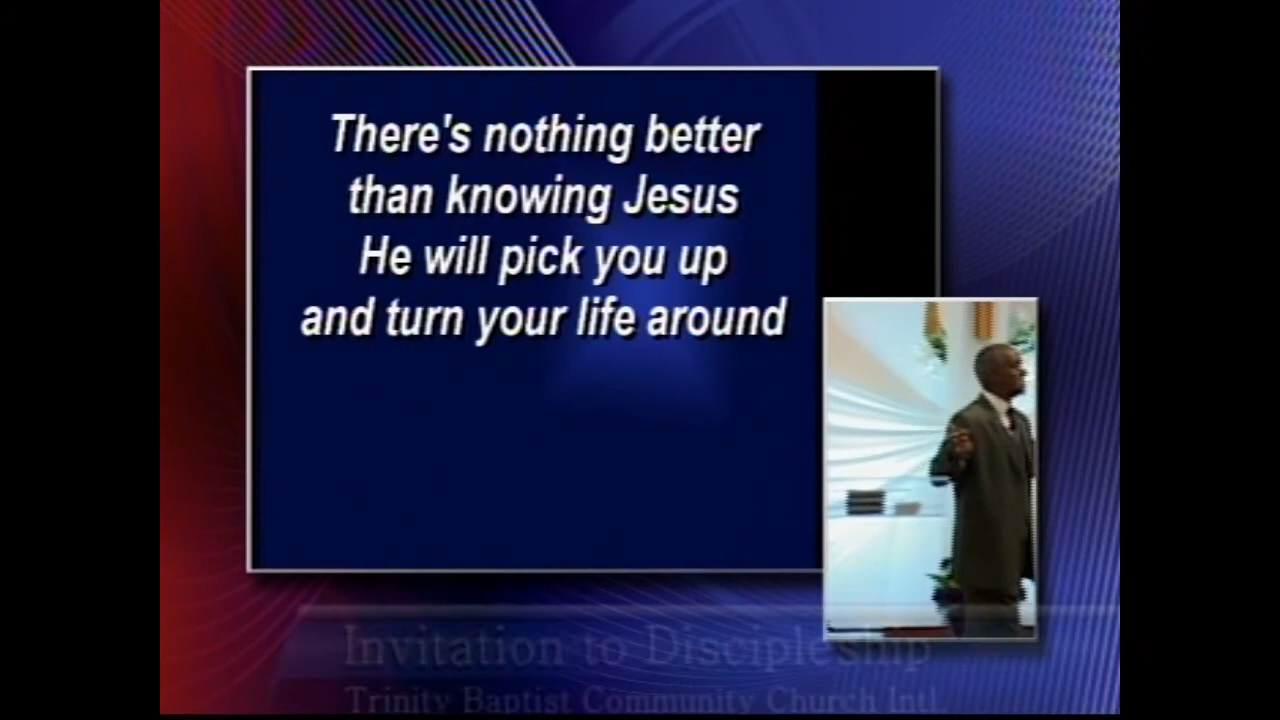 There's nothing better
than knowing Jesus
He will pick you up
and turn your life around
Invitation to Discipleship
Trinity Baptist Community Church Intl.